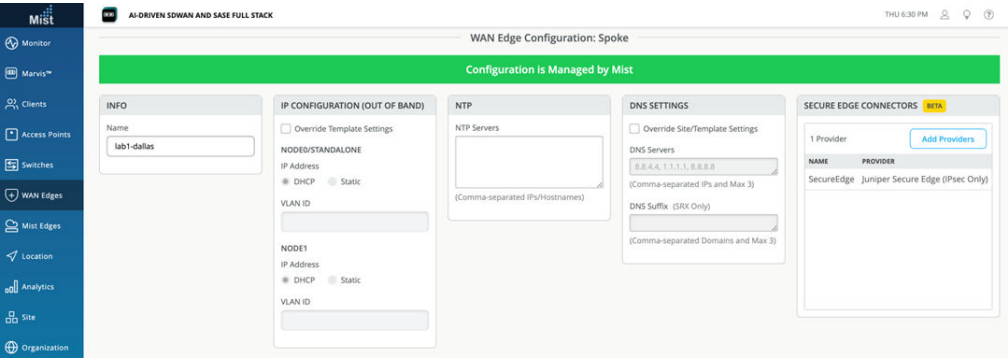 Mist
AI-DRIVEN SDWAN AND SASE FULL STACK
THU 6:30 PM
Monitor
Marvis™
Clients
Access Points
Switches
WAN Edges
Mist Edges
Location
Analytics
Site
Organization
WAN Edge Configuration: Spoke
Configuration is Managed by Mist
INFO
Name
lab1-dallas
IP CONFIGURATION (OUT OF BAND)
Override Template Settings
NODE0/STANDALONE
IP Address
DHCP Static
VLAN ID
NODE1
IP Address
DHCP Static
VLAN ID
NTP
NTP Servers
(Comma-separated IPs/Hostnames)
DNS SETTINGS
Override Site/Template Settings
DNS Servers
8.8.4.4, 1.1.1.1, 8.8.8.8
(Comma-separated IPs and Max 3)
DNS Suffix (SRX Only)
(Comma-separated Domains and Max 3)
SECURE EDGE CONNECTORS BETA
1 Provider Add Providers
NAME PROVIDER
SecureEdge Juniper Secure Edge (IPsec Only)